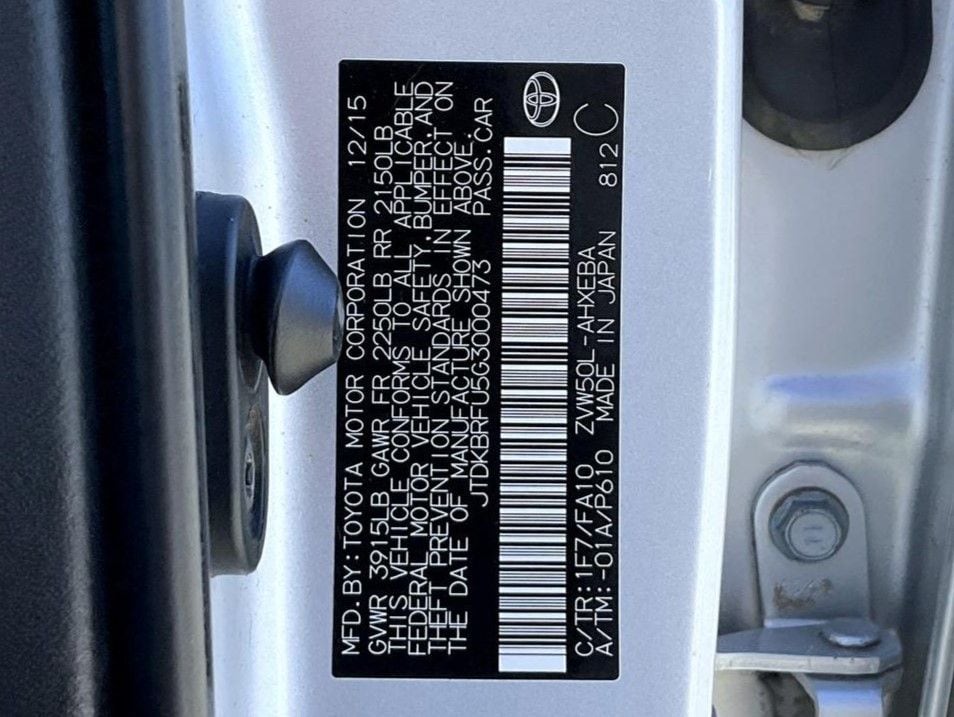 MFD.BY:TOYOTA MOTOR CORPORATION 12/15
GVWR 3915LB GAWR FR 2250LB RR 2150LB
THIS VEHICLE CONFORMS TO ALL APPLICABLE
FEDERAL MOTOR VEHICLE SAFETY,BUMPER,AND
THEFT PREVENTION STANDARDS IN EFFECT ON
THE DATE OF MANUFACTURE SHOWN ABOVE.
JTDKBRFU5G3000473 PASS.CAR
C/TR:1F7/FA10 ZVW50L-AHXEBA
A/TM:-01A/P610 MADE IN JAPAN 812 C